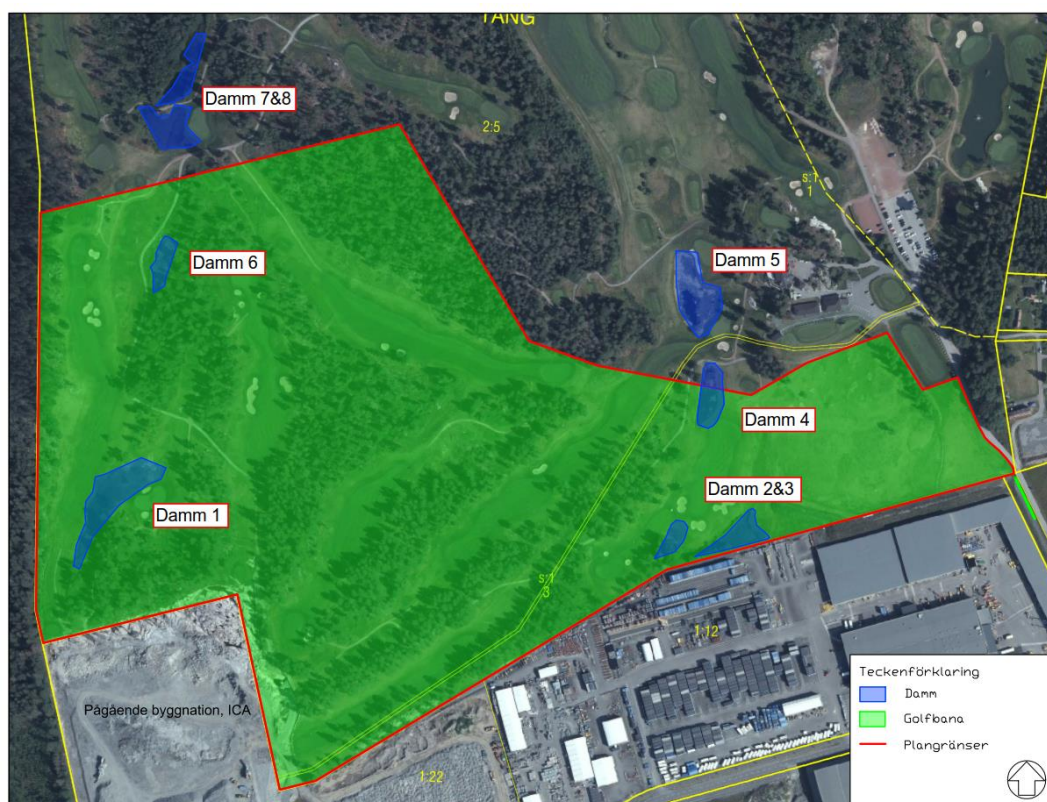 TÅNG
Damm 7&8
2:5
s:1
1
Damm 6
Damm 5
Damm 4
Damm 2&3
Damm 1
s:1
3
1:12
Pågående byggnation, ICA
1:22
Teckenförklaring
Damm
Golfbana
Plangränser